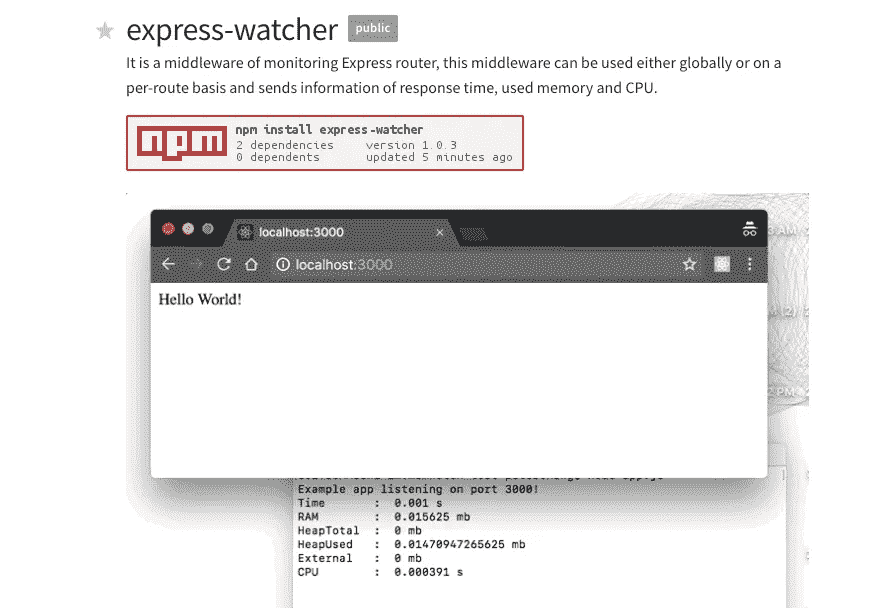 express-watcher public
It is a middleware of monitoring Express router, this middleware can be used either globally or on a
per-route basis and sends information of response time, used memory and CPU.
npm
npm install express-watcher
2 dependencies version 1.0.3
0 dependents updated 5 minutes ago
localhost:3000
localhost:3000
Hello World!
Example app listening on port 3000!
Time : 0.001 s
RAM : 0.015625 mb
HeapTotal : 0 mb
HeapUsed : 0.01470947265625 mb
External : 0 mb
CPU : 0.000391 s